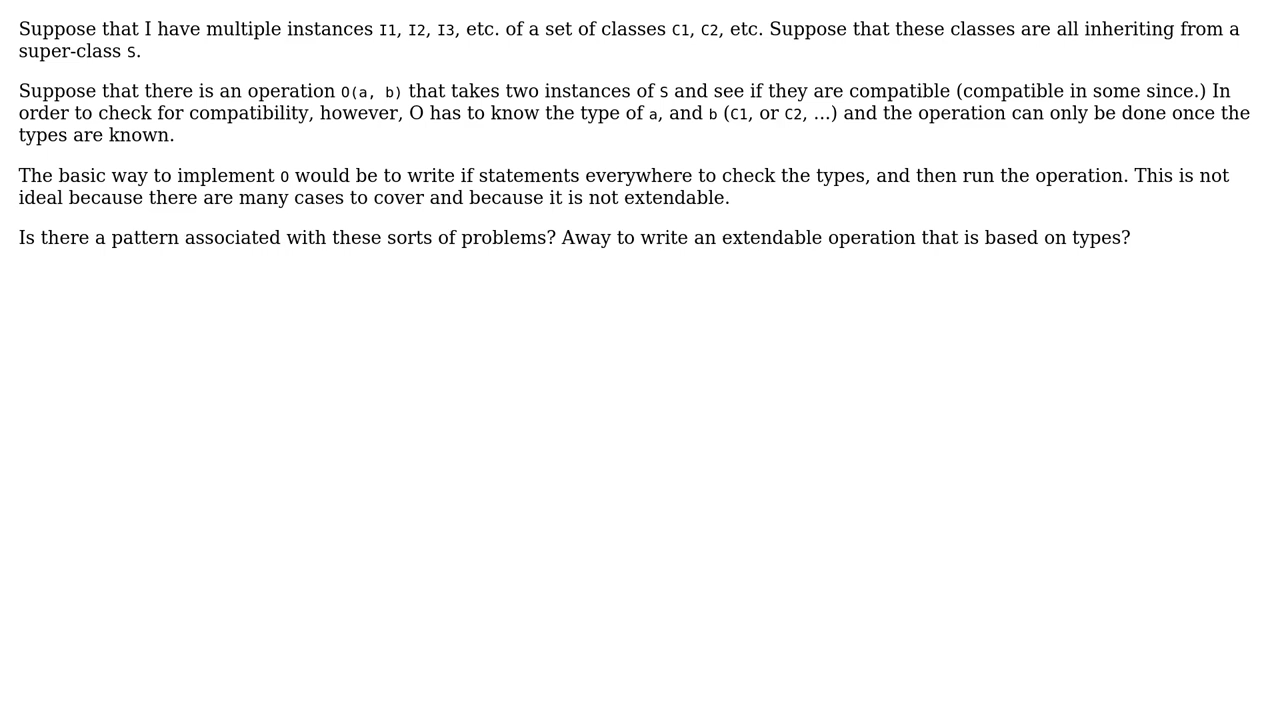 Suppose that I have multiple instances I1, I2, I3, etc. of a set of classes C1, C2, etc. Suppose that these classes are all inheriting from a
super-class S.
Suppose that there is an operation O(a, b) that takes two instances of S and see if they are compatible (compatible in some since.) In
order to check for compatibility, however, O has to know the type of a, and b (C1, or C2, ...) and the operation can only be done once the
types are known.
The basic way to implement O would be to write if statements everywhere to check the types, and then run the operation. This is not
ideal because there are many cases to cover and because it is not extendable.
Is there a pattern associated with these sorts of problems? Away to write an extendable operation that is based on types?